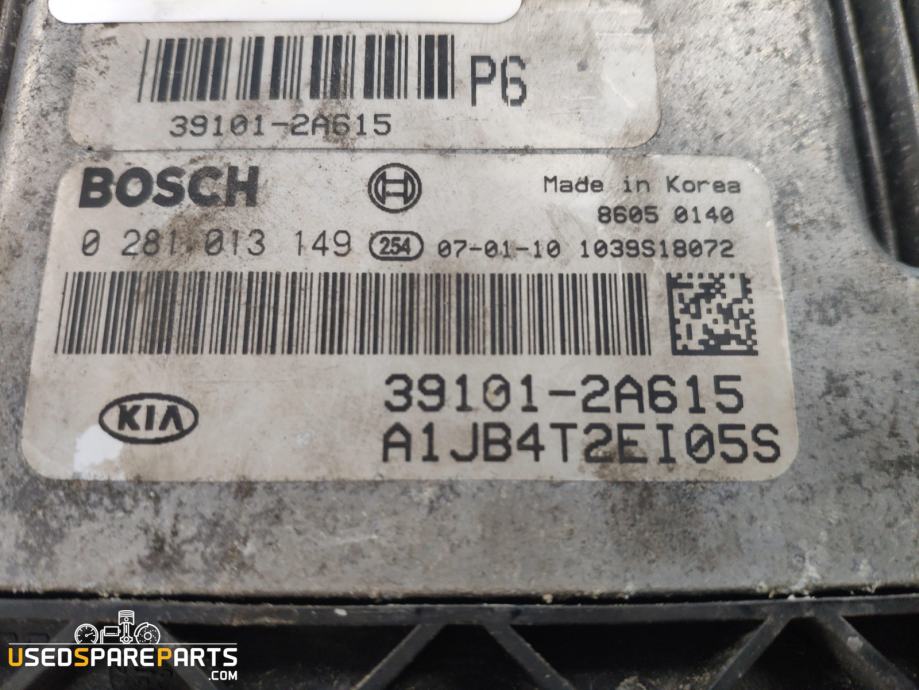 P6
39101-2A615
BOSCH
Made in Korea
8605 0140
0 281 013 149 254 07-01-10 1039S18072
KIA
39101-2A615
A1JB4T2EI05S
USEDSPAREPARTS
.COM